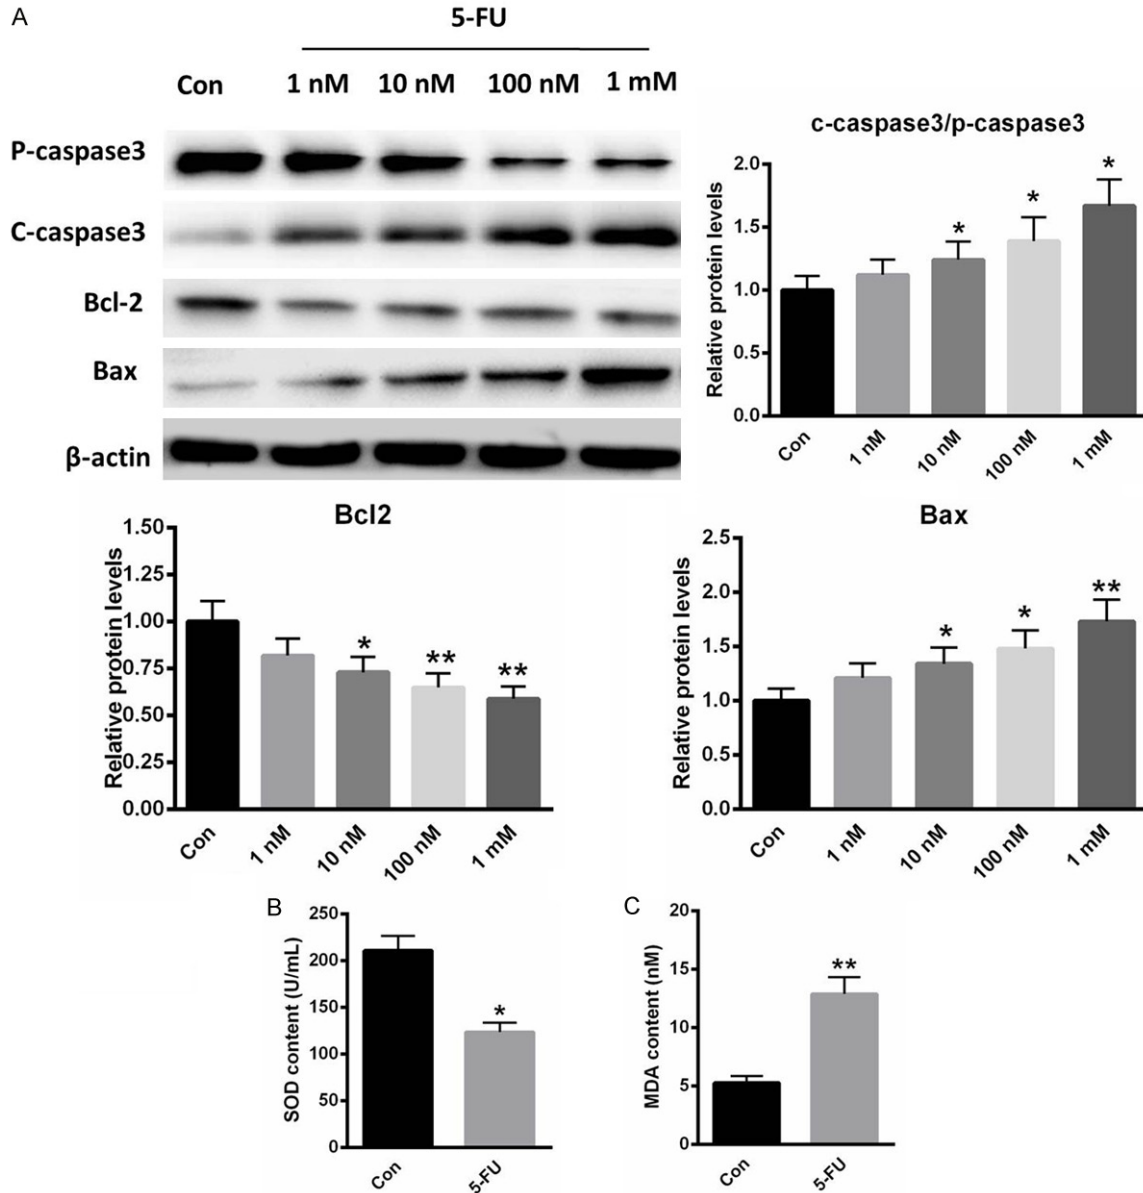 A
5-FU
Con 1 nM 10 nM 100 nM 1 mM
P-caspase3
C-caspase3
Bcl-2
Bax
β-actin
c-caspase3/p-caspase3
Relative protein levels
2.0
1.5
1.0
0.5
0.0
*
*
*
Con 1 nM 10 nM 100 nM 1 mM
Bcl2
Relative protein levels
1.50
1.25
1.00
0.75
0.50
0.25
0.00
*
**
**
Con 1 nM 10 nM 100 nM 1 mM
Bax
Relative protein levels
2.5
2.0
1.5
1.0
0.5
0.0
*
*
**
Con 1 nM 10 nM 100 nM 1 mM
B
SOD content (U/mL)
250
200
150
100
50
0
*
Con 5-FU
C
MDA content (nM)
20
15
10
5
0
**
Con 5-FU